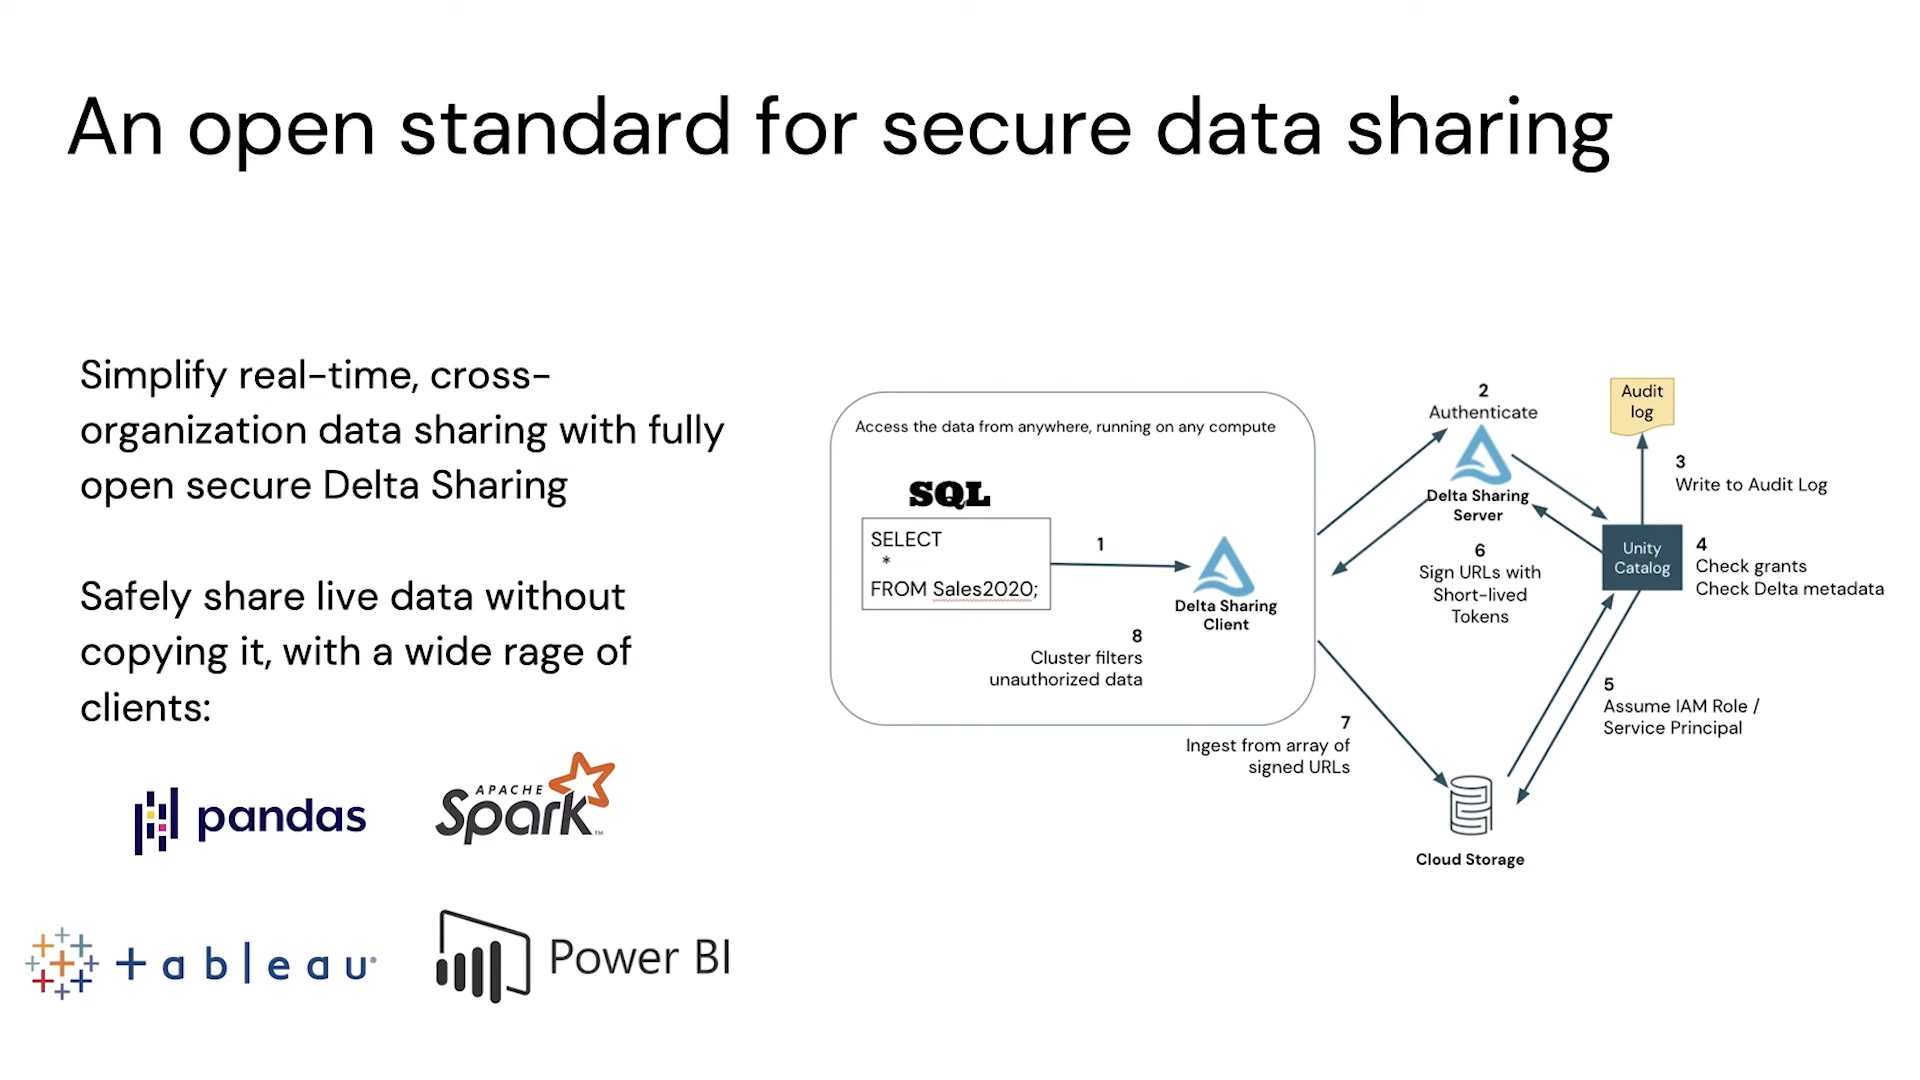 An open standard for secure data sharing
Simplify real-time, cross-
organization data sharing with fully
open secure Delta Sharing
Safely share live data without
copying it, with a wide rage of
clients:
pandas
APACHE
Spark™
+ableau®
Power BI
Access the data from anywhere, running on any compute
SQL
SELECT
*
FROM Sales2020;
1
Delta Sharing
Client
8
Cluster filters
unauthorized data
2
Authenticate
Delta Sharing
Server
Audit
log
3
Write to Audit Log
Unity
Catalog
4
Check grants
Check Delta metadata
5
Assume IAM Role /
Service Principal
6
Sign URLs with
Short-lived
Tokens
7
Ingest from array of
signed URLs
Cloud Storage